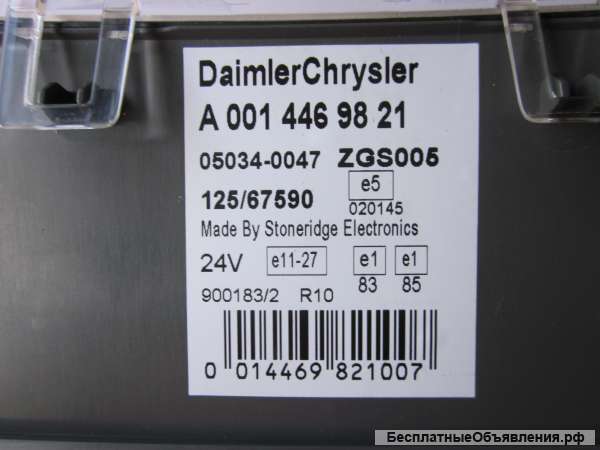 DaimlerChrysler
A 001 446 98 21
05034-0047 ZGS005
125/67590 e5
020145
Made By Stoneridge Electronics
24V e11-27 e1 e1
83 85
900183/2 R10
0 014469 821007
БесплатныеОбъявления.рф